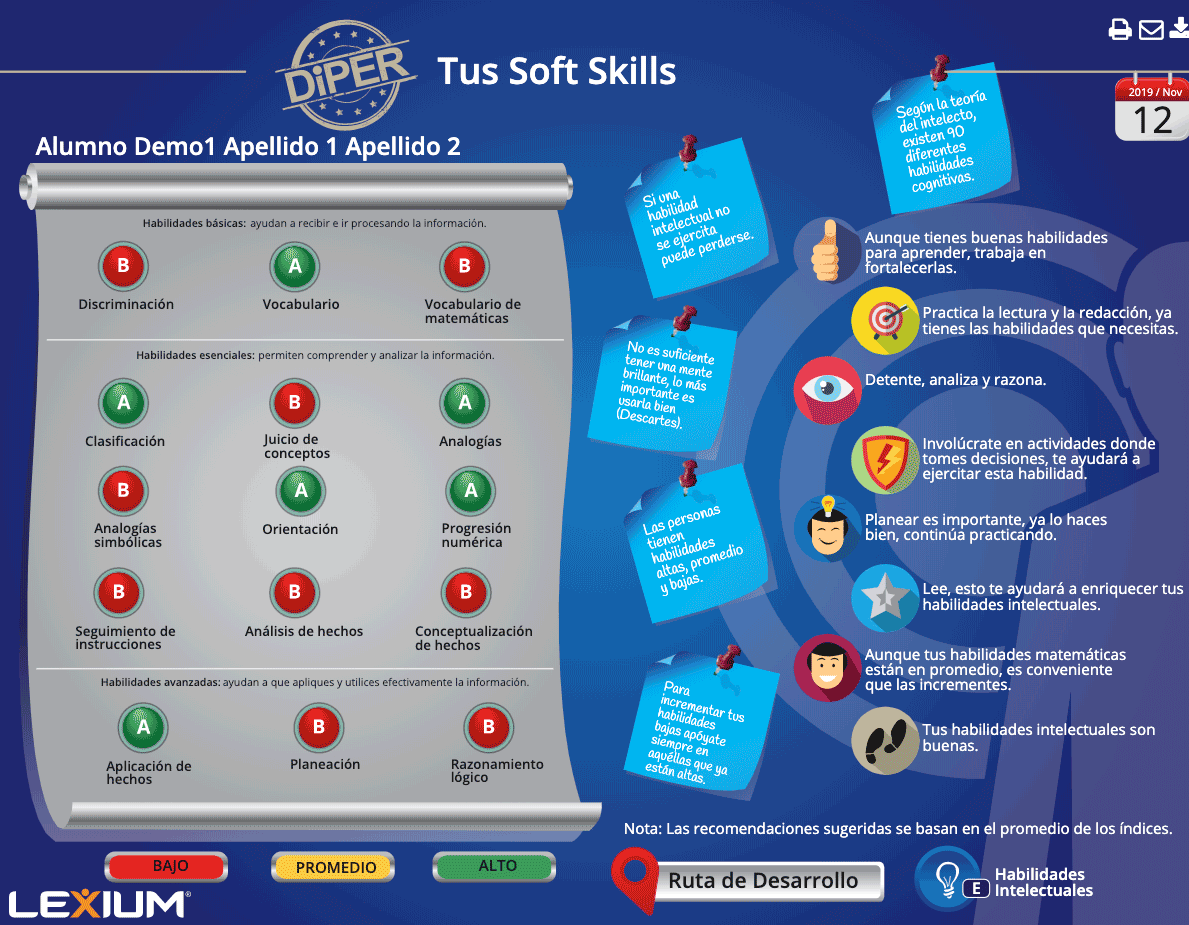 DiPER
Tus Soft Skills
2019 / Nov
12
Alumno Demo1 Apellido 1 Apellido 2
Habilidades básicas: ayudan a recibir e ir procesando la información.
B
A
B
Discriminación
Vocabulario
Vocabulario de
matemáticas
Habilidades esenciales: permiten comprender y analizar la información.
A
B
A
Clasificación
Juicio de
conceptos
Analogías
B
A
A
Analogías
simbólicas
Orientación
Progresión
numérica
B
B
B
Seguimiento de
instrucciones
Análisis de hechos
Conceptualización
de hechos
Habilidades avanzadas: ayudan a que apliques y utilices efectivamente la información.
A
B
B
Aplicación de
hechos
Planeación
Razonamiento
lógico
BAJO
PROMEDIO
ALTO
LEXIUM®
Según la teoría
del intelecto,
existen 90
diferentes
habilidades
cognitivas.
Si una
habilidad
intelectual no
se ejercita
puede perderse.
No es suficiente
tener una mente
brillante, lo más
importante es
usarla bien
(Descartes).
Las personas
tienen
habilidades
altas, promedio
y bajas.
Para
incrementar tus
habilidades
bajas apóyate
siempre en
aquéllas que ya
están altas.
Aunque tienes buenas habilidades
para aprender, trabaja en
fortalecerlas.
Practica la lectura y la redacción, ya
tienes las habilidades que necesitas.
Detente, analiza y razona.
Involúcrate en actividades donde
tomes decisiones, te ayudará a
ejercitar esta habilidad.
Planear es importante, ya lo haces
bien, continúa practicando.
Lee, esto te ayudará a enriquecer tus
habilidades intelectuales.
Aunque tus habilidades matemáticas
están en promedio, es conveniente
que las incrementes.
Tus habilidades intelectuales son
buenas.
Nota: Las recomendaciones sugeridas se basan en el promedio de los índices.
Ruta de Desarrollo
E
Habilidades
Intelectuales